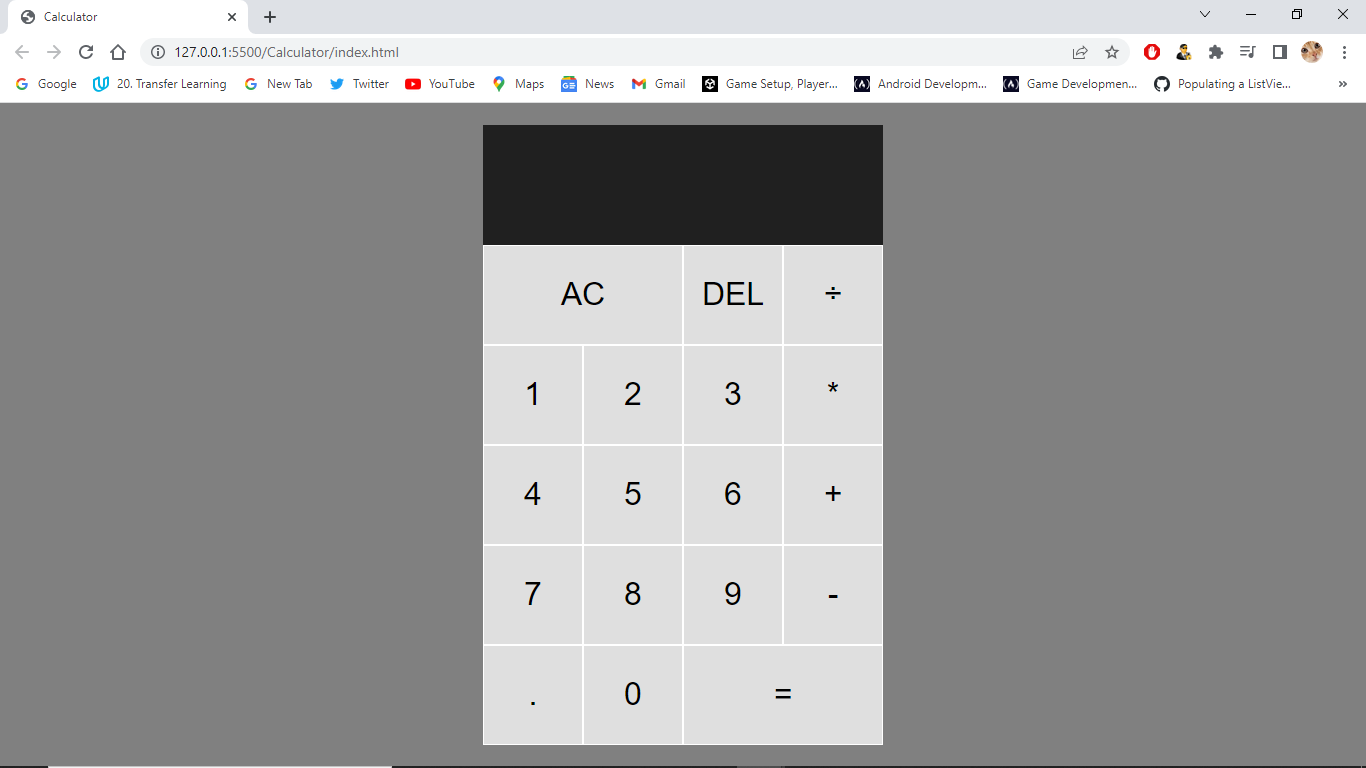 Calculator
127.0.0.1:5500/Calculator/index.html
Google 20. Transfer Learning New Tab Twitter YouTube Maps News Gmail Game Setup, Player... Android Developm... Game Developmen... Populating a ListVie... »
AC DEL ÷
1 2 3 *
4 5 6 +
7 8 9 -
. 0 =